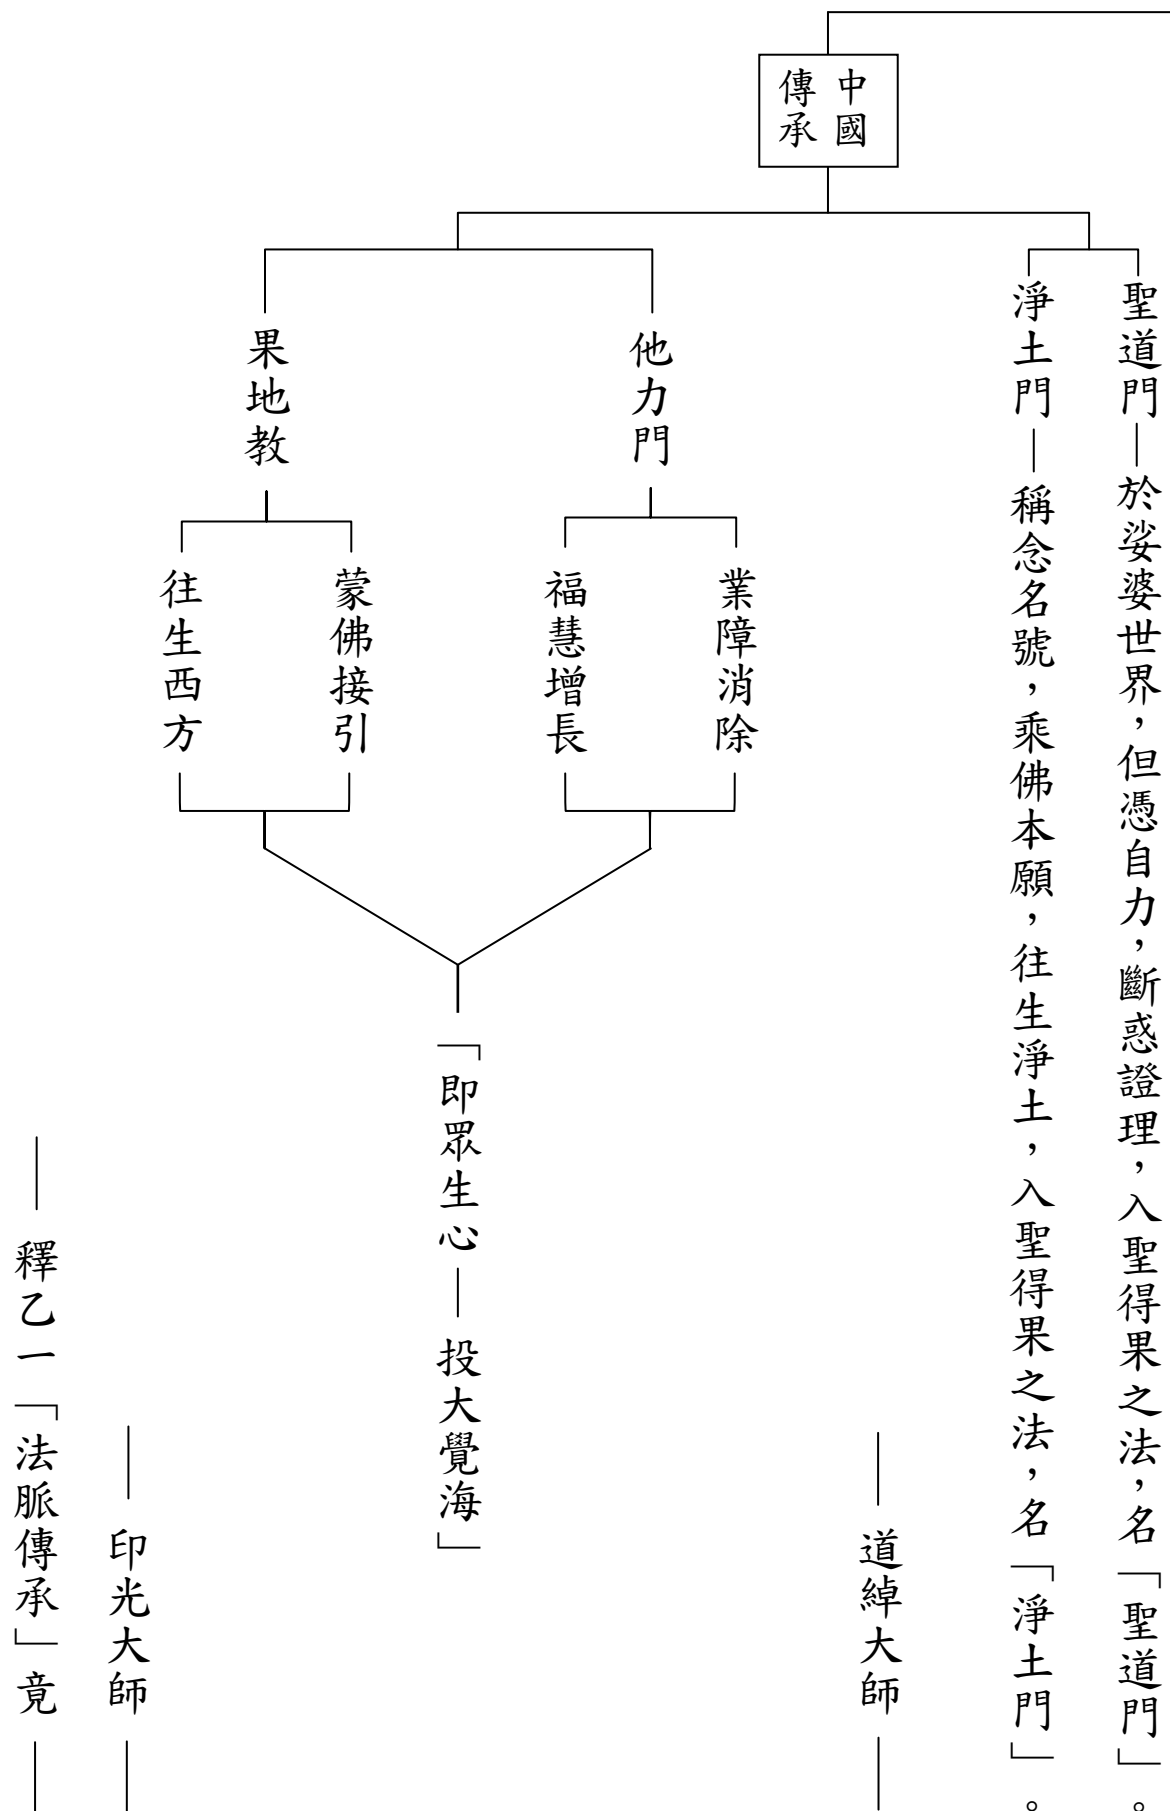 中國
傳承
聖道門—於娑婆世界，但憑自力，斷惑證理，入聖得果之法，名「聖道門」。
淨土門—稱念名號，乘佛本願，往生淨土，入聖得果之法，名「淨土門」。
——道綽大師——
他力門
業障消除
福慧增長
果地教
蒙佛接引
往生西方
「即眾生心—投大覺海」
——印光大師——
——釋乙一「法脈傳承」竟——